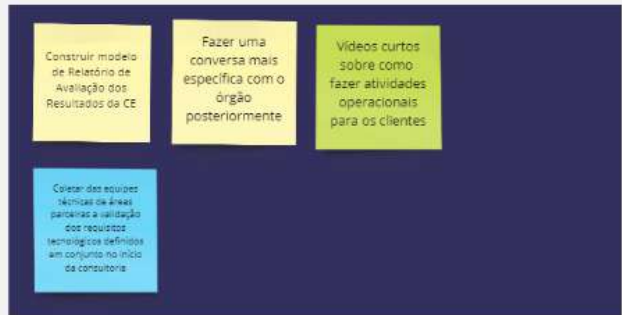 Construir modelo
de Relatório de
Avaliação dos
Resultados da CE
Fazer uma
conversa mais
específica com o
órgão
posteriormente
Vídeos curtos
sobre como
fazer atividades
operacionais
para os clientes
Coletar das equipes
técnicas de áreas
parceiras a validação
dos requisitos
tecnológicos definidos
em conjunto no início
da consultoria